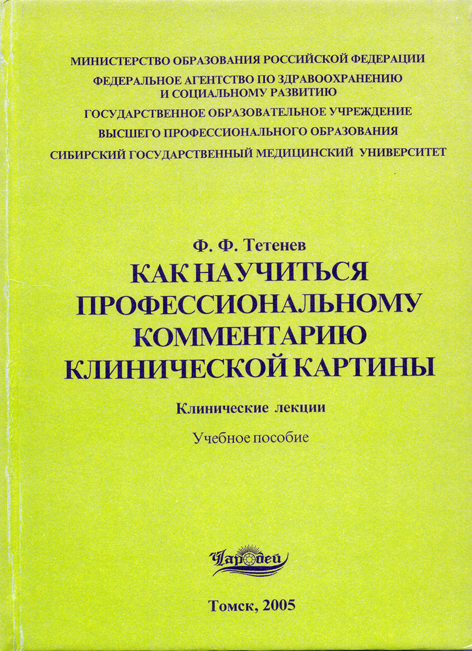 МИНИСТЕРСТВО ОБРАЗОВАНИЯ РОССИЙСКОЙ ФЕДЕРАЦИИ
ФЕДЕРАЛЬНОЕ АГЕНТСТВО ПО ЗДРАВООХРАНЕНИЮ
И СОЦИАЛЬНОМУ РАЗВИТИЮ
ГОСУДАРСТВЕННОЕ ОБРАЗОВАТЕЛЬНОЕ УЧРЕЖДЕНИЕ
ВЫСШЕГО ПРОФЕССИОНАЛЬНОГО ОБРАЗОВАНИЯ
СИБИРСКИЙ ГОСУДАРСТВЕННЫЙ МЕДИЦИНСКИЙ УНИВЕРСИТЕТ
Ф. Ф. Тетенев
КАК НАУЧИТЬСЯ
ПРОФЕССИОНАЛЬНОМУ
КОММЕНТАРИЮ
КЛИНИЧЕСКОЙ КАРТИНЫ
Клинические лекции
Учебное пособие
Чародей
Томск, 2005